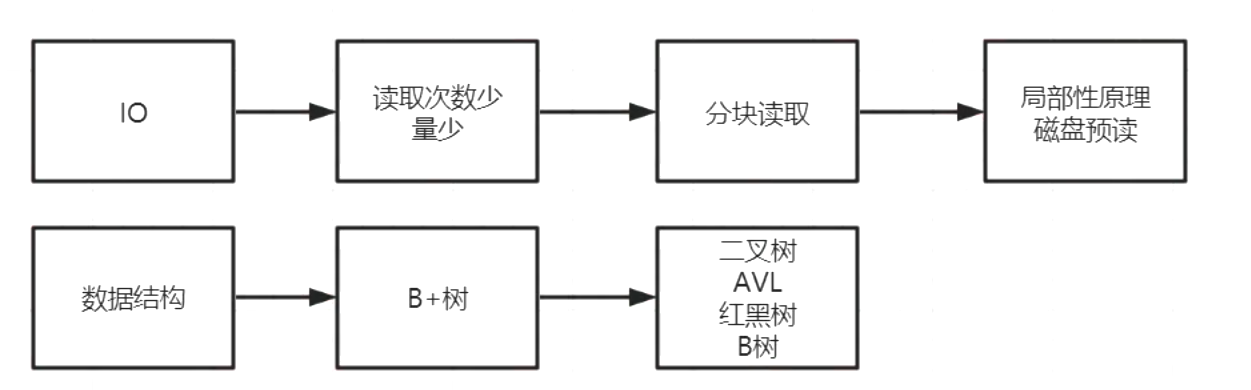 IO
读取次数少
量少
分块读取
局部性原理
磁盘预读
数据结构
B+树
二叉树
AVL
红黑树
B树